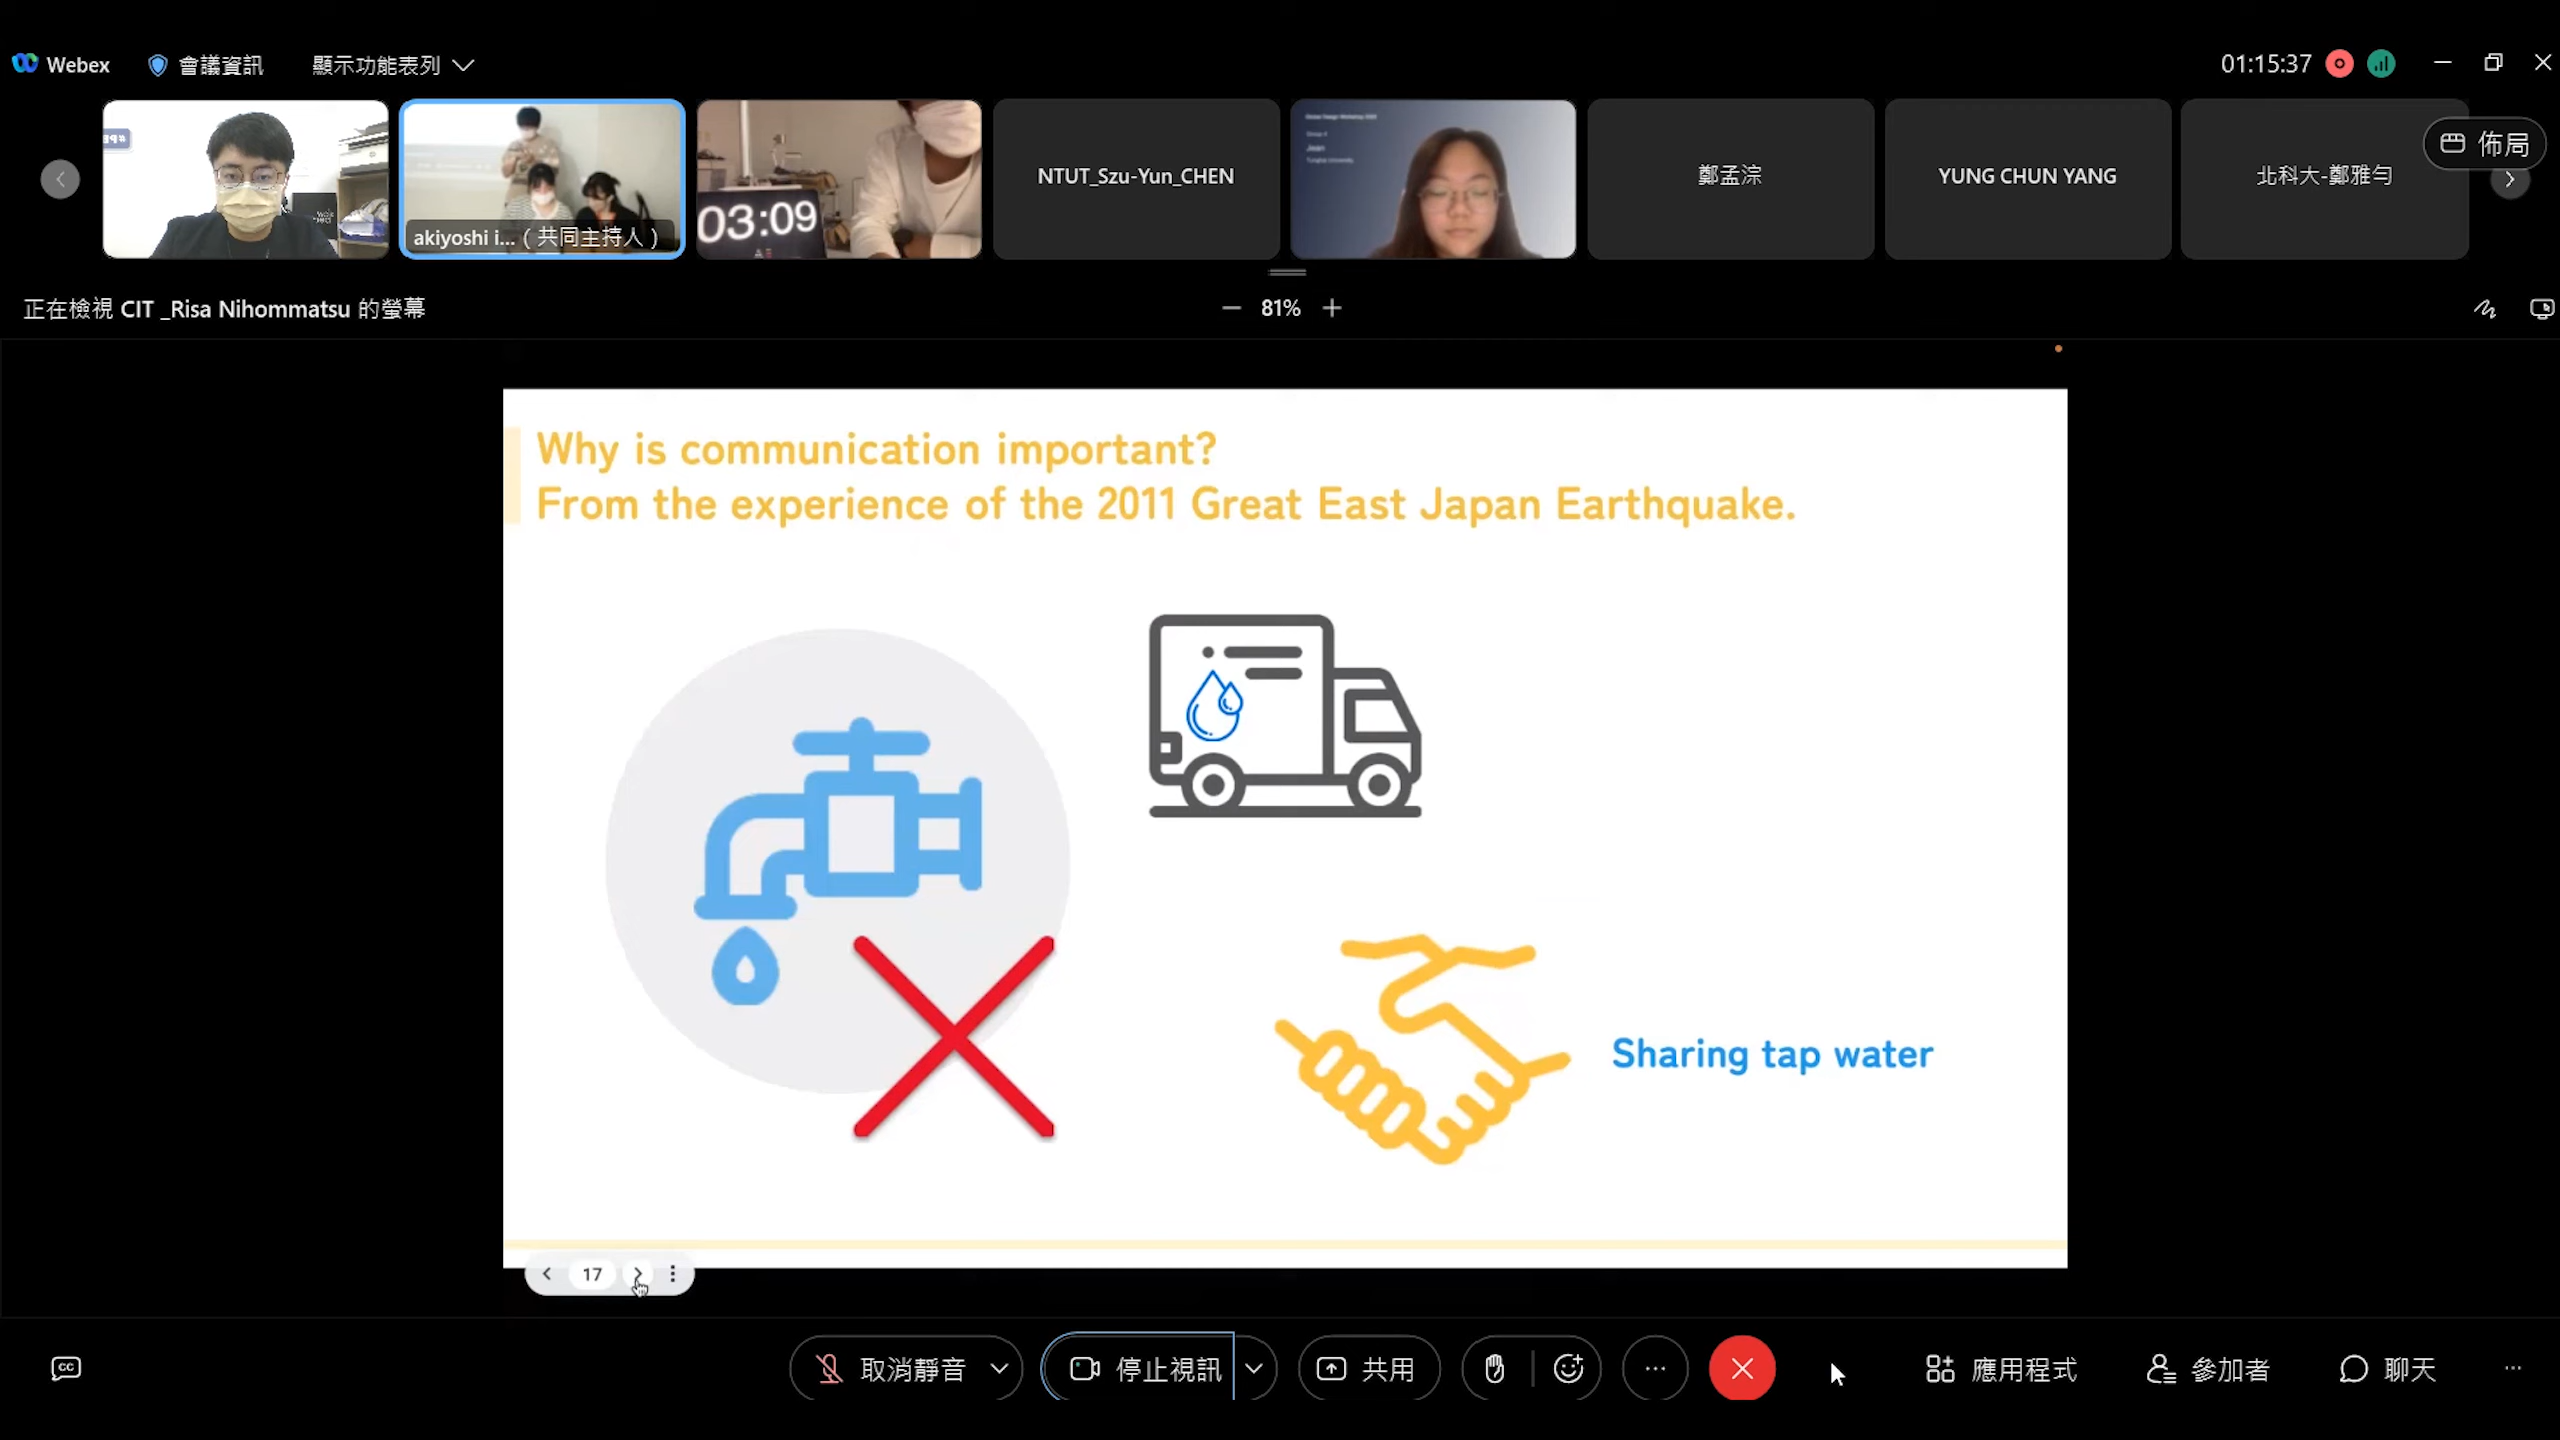 Webex
會議資訊
顯示功能表列
01:15:37
akiyoshi i... ( 共同主持人 )
03:09
NTUT_Szu-Yun_CHEN
Jean
鄭孟淙
YUNG CHUN YANG
北科大-鄭雅勻
佈局
正在檢視 CIT _Risa Nihommatsu 的螢幕
81%
Why is communication important?
From the experience of the 2011 Great East Japan Earthquake.
Sharing tap water
17
CC
取消靜音
停止視訊
共用
應用程式
參加者
聊天